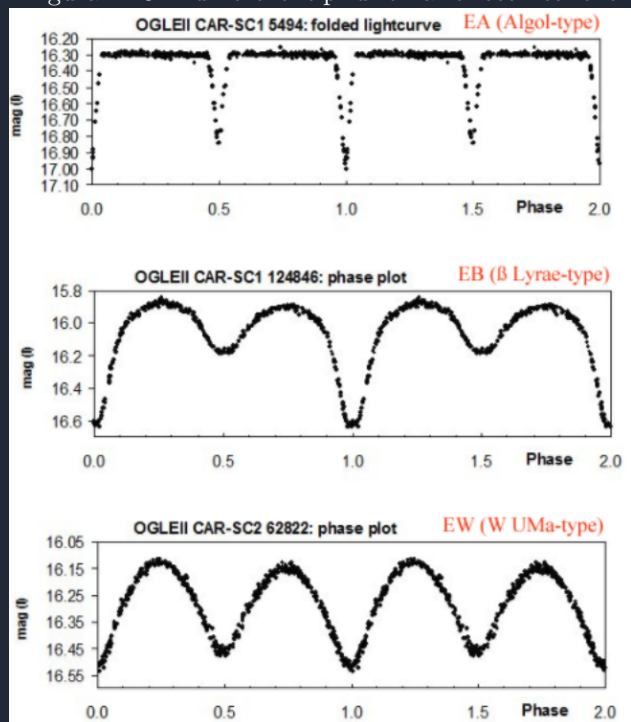 OGLEII CAR-SC1 5494: folded lightcurve EA (Algol-type)
16.20
16.30
16.40
16.50
16.60
16.70
16.80
16.90
17.00
17.10
mag (I)
0.0 0.5 1.0 1.5 Phase 2.0
OGLEII CAR-SC1 124846: phase plot EB (ß Lyrae-type)
15.8
16.0
16.2
16.4
16.6
mag (I)
0.0 0.5 1.0 1.5 Phase 2.0
OGLEII CAR-SC2 62822: phase plot EW (W UMa-type)
16.05
16.15
16.25
16.35
16.45
16.55
mag (I)
0.0 0.5 1.0 1.5 Phase 2.0